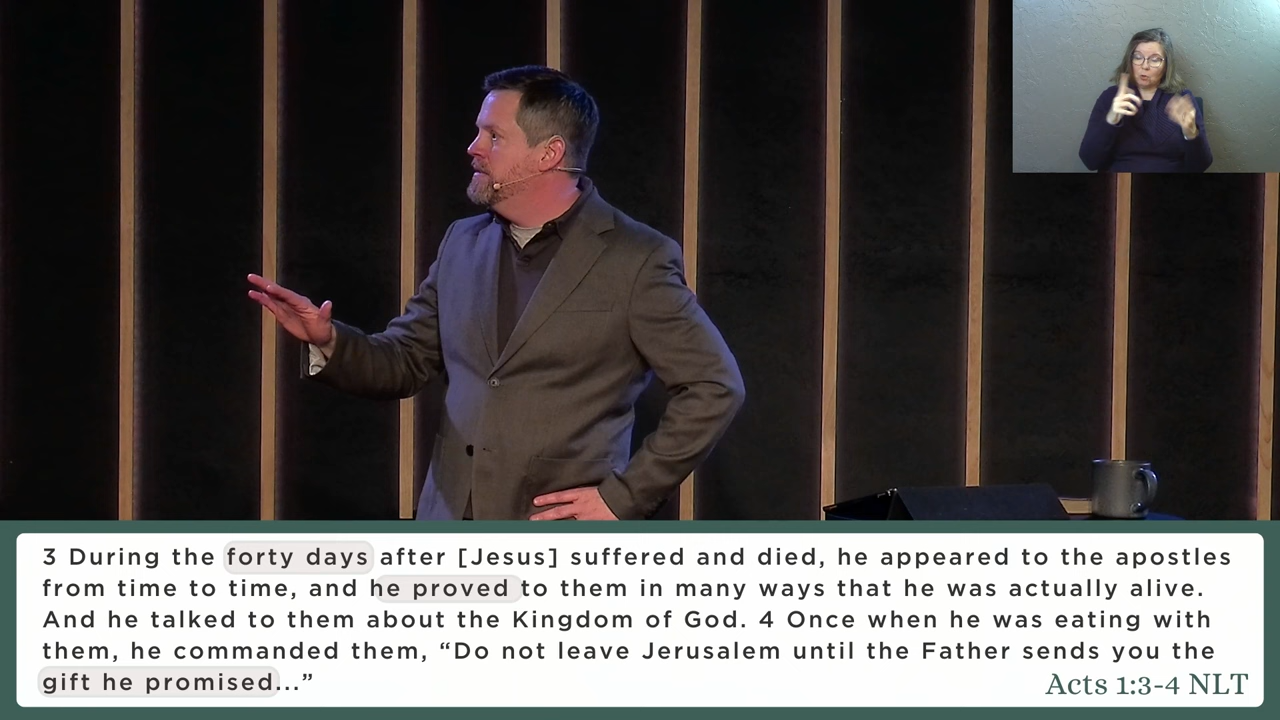 3 During the forty days after [Jesus] suffered and died, he appeared to the apostles
from time to time, and he proved to them in many ways that he was actually alive.
And he talked to them about the Kingdom of God. 4 Once when he was eating with
them, he commanded them, “Do not leave Jerusalem until the Father sends you the
gift he promised...”
Acts 1:3-4 NLT